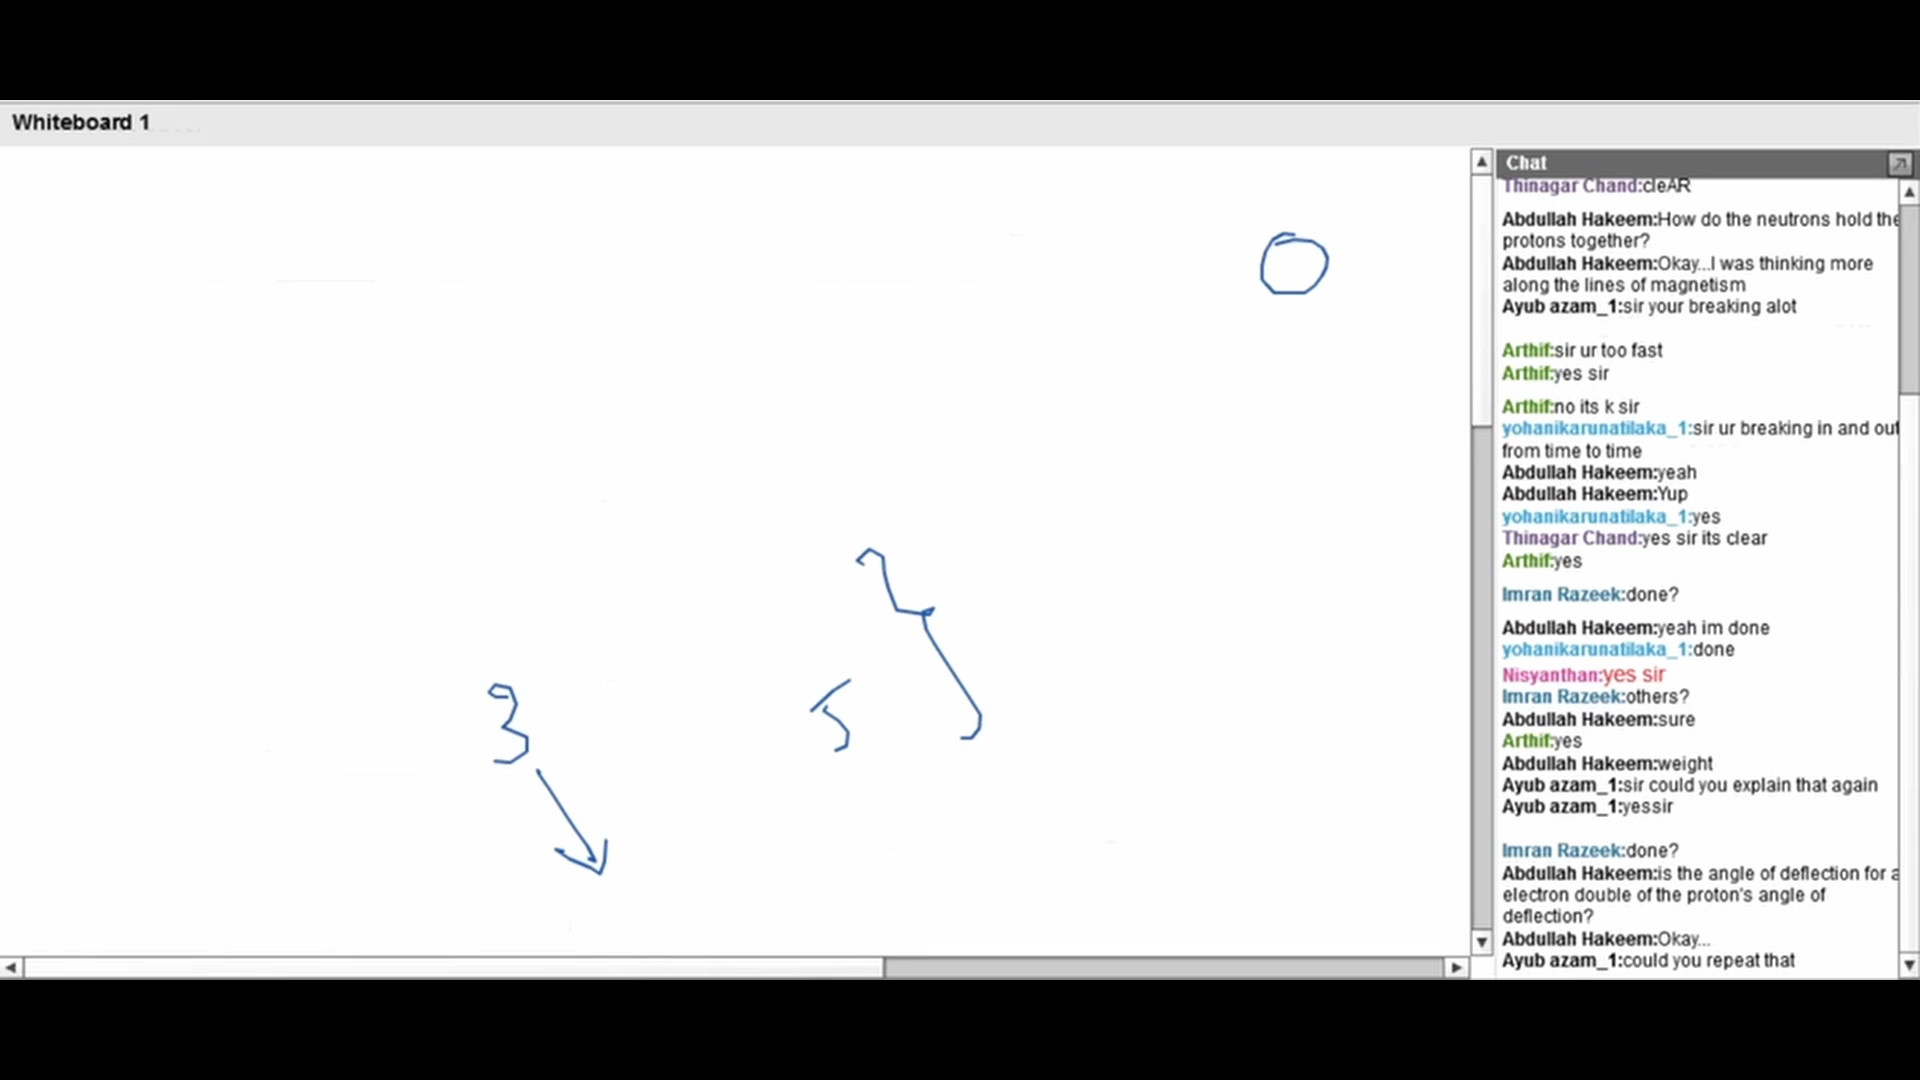 Whiteboard 1
3
5
Chat
Thinagar Chand:cleAR
Abdullah Hakeem:How do the neutrons hold the
protons together?
Abdullah Hakeem:Okay...I was thinking more
along the lines of magnetism
Ayub azam_1:sir your breaking alot
Arthif:sir ur too fast
Arthif:yes sir
Arthif:no its k sir
yohanikarunatilaka_1:sir ur breaking in and out
from time to time
Abdullah Hakeem:yeah
Abdullah Hakeem:Yup
yohanikarunatilaka_1:yes
Thinagar Chand:yes sir its clear
Arthif:yes
Imran Razeek:done?
Abdullah Hakeem:yeah im done
yohanikarunatilaka_1:done
Nisyanthan:yes sir
Imran Razeek:others?
Abdullah Hakeem:sure
Arthif:yes
Abdullah Hakeem:weight
Ayub azam_1:sir could you explain that again
Ayub azam_1:yessir
Imran Razeek:done?
Abdullah Hakeem:is the angle of deflection for a
electron double of the proton's angle of
deflection?
Abdullah Hakeem:Okay...
Ayub azam_1:could you repeat that